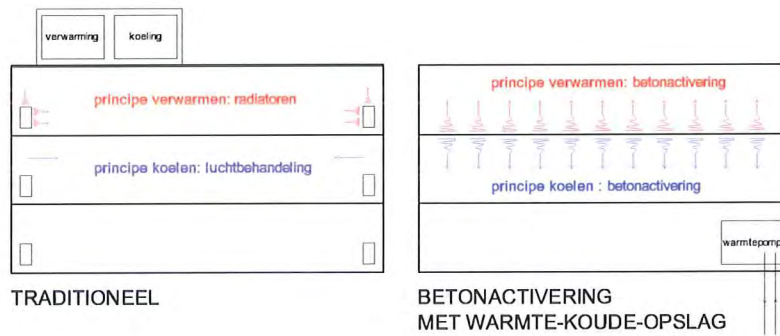 verwarming
koeling
principe verwarmen: radiatoren
principe koelen: luchtbehandeling
TRADITIONEEL
principe verwarmen: betonactivering
principe koelen : betonactivering
warmtepomp
BETONACTIVERING
MET WARMTE-KOUDE-OPSLAG